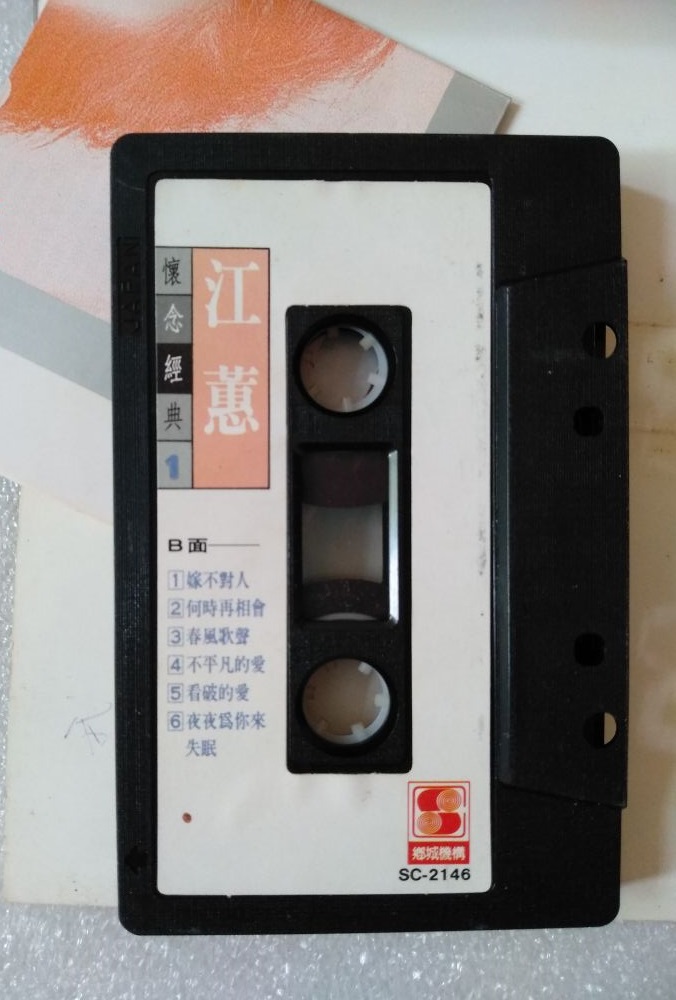 江蕙
懷念經典1
B面
1 嫁不對人
2 何時再相會
3 春風歌聲
4 不平凡的愛
5 看破的愛
6 夜夜爲你來
失眠
鄉城機構
SC-2146